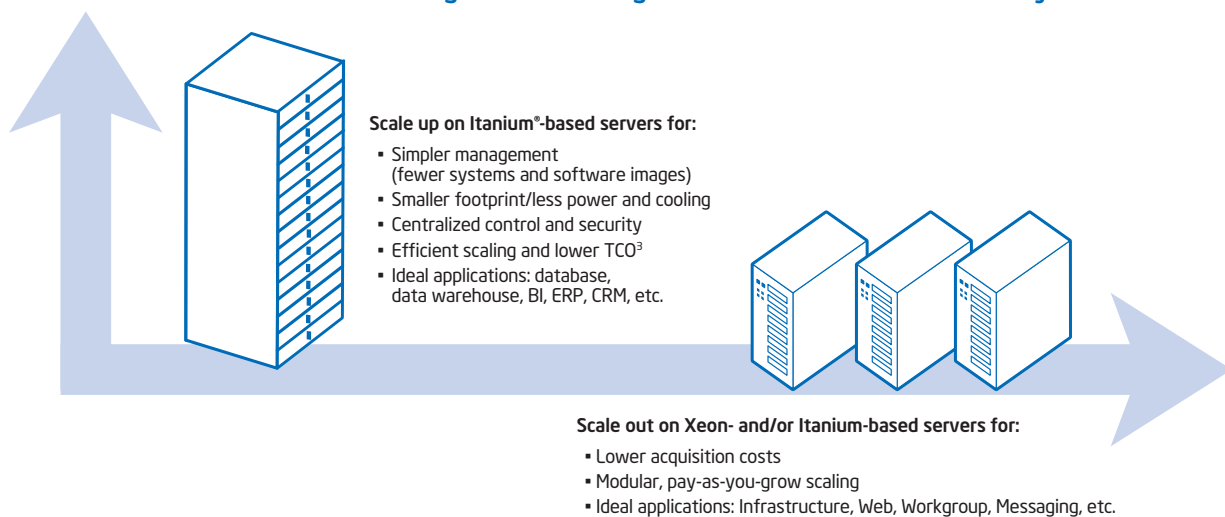 Scale up on Itanium®-based servers for:
▪ Simpler management
(fewer systems and software images)
▪ Smaller footprint/less power and cooling
▪ Centralized control and security
▪ Efficient scaling and lower TCO³
▪ Ideal applications: database,
data warehouse, BI, ERP, CRM, etc.
Scale out on Xeon- and/or Itanium-based servers for:
▪ Lower acquisition costs
▪ Modular, pay-as-you-grow scaling
▪ Ideal applications: Infrastructure, Web, Workgroup, Messaging, etc.